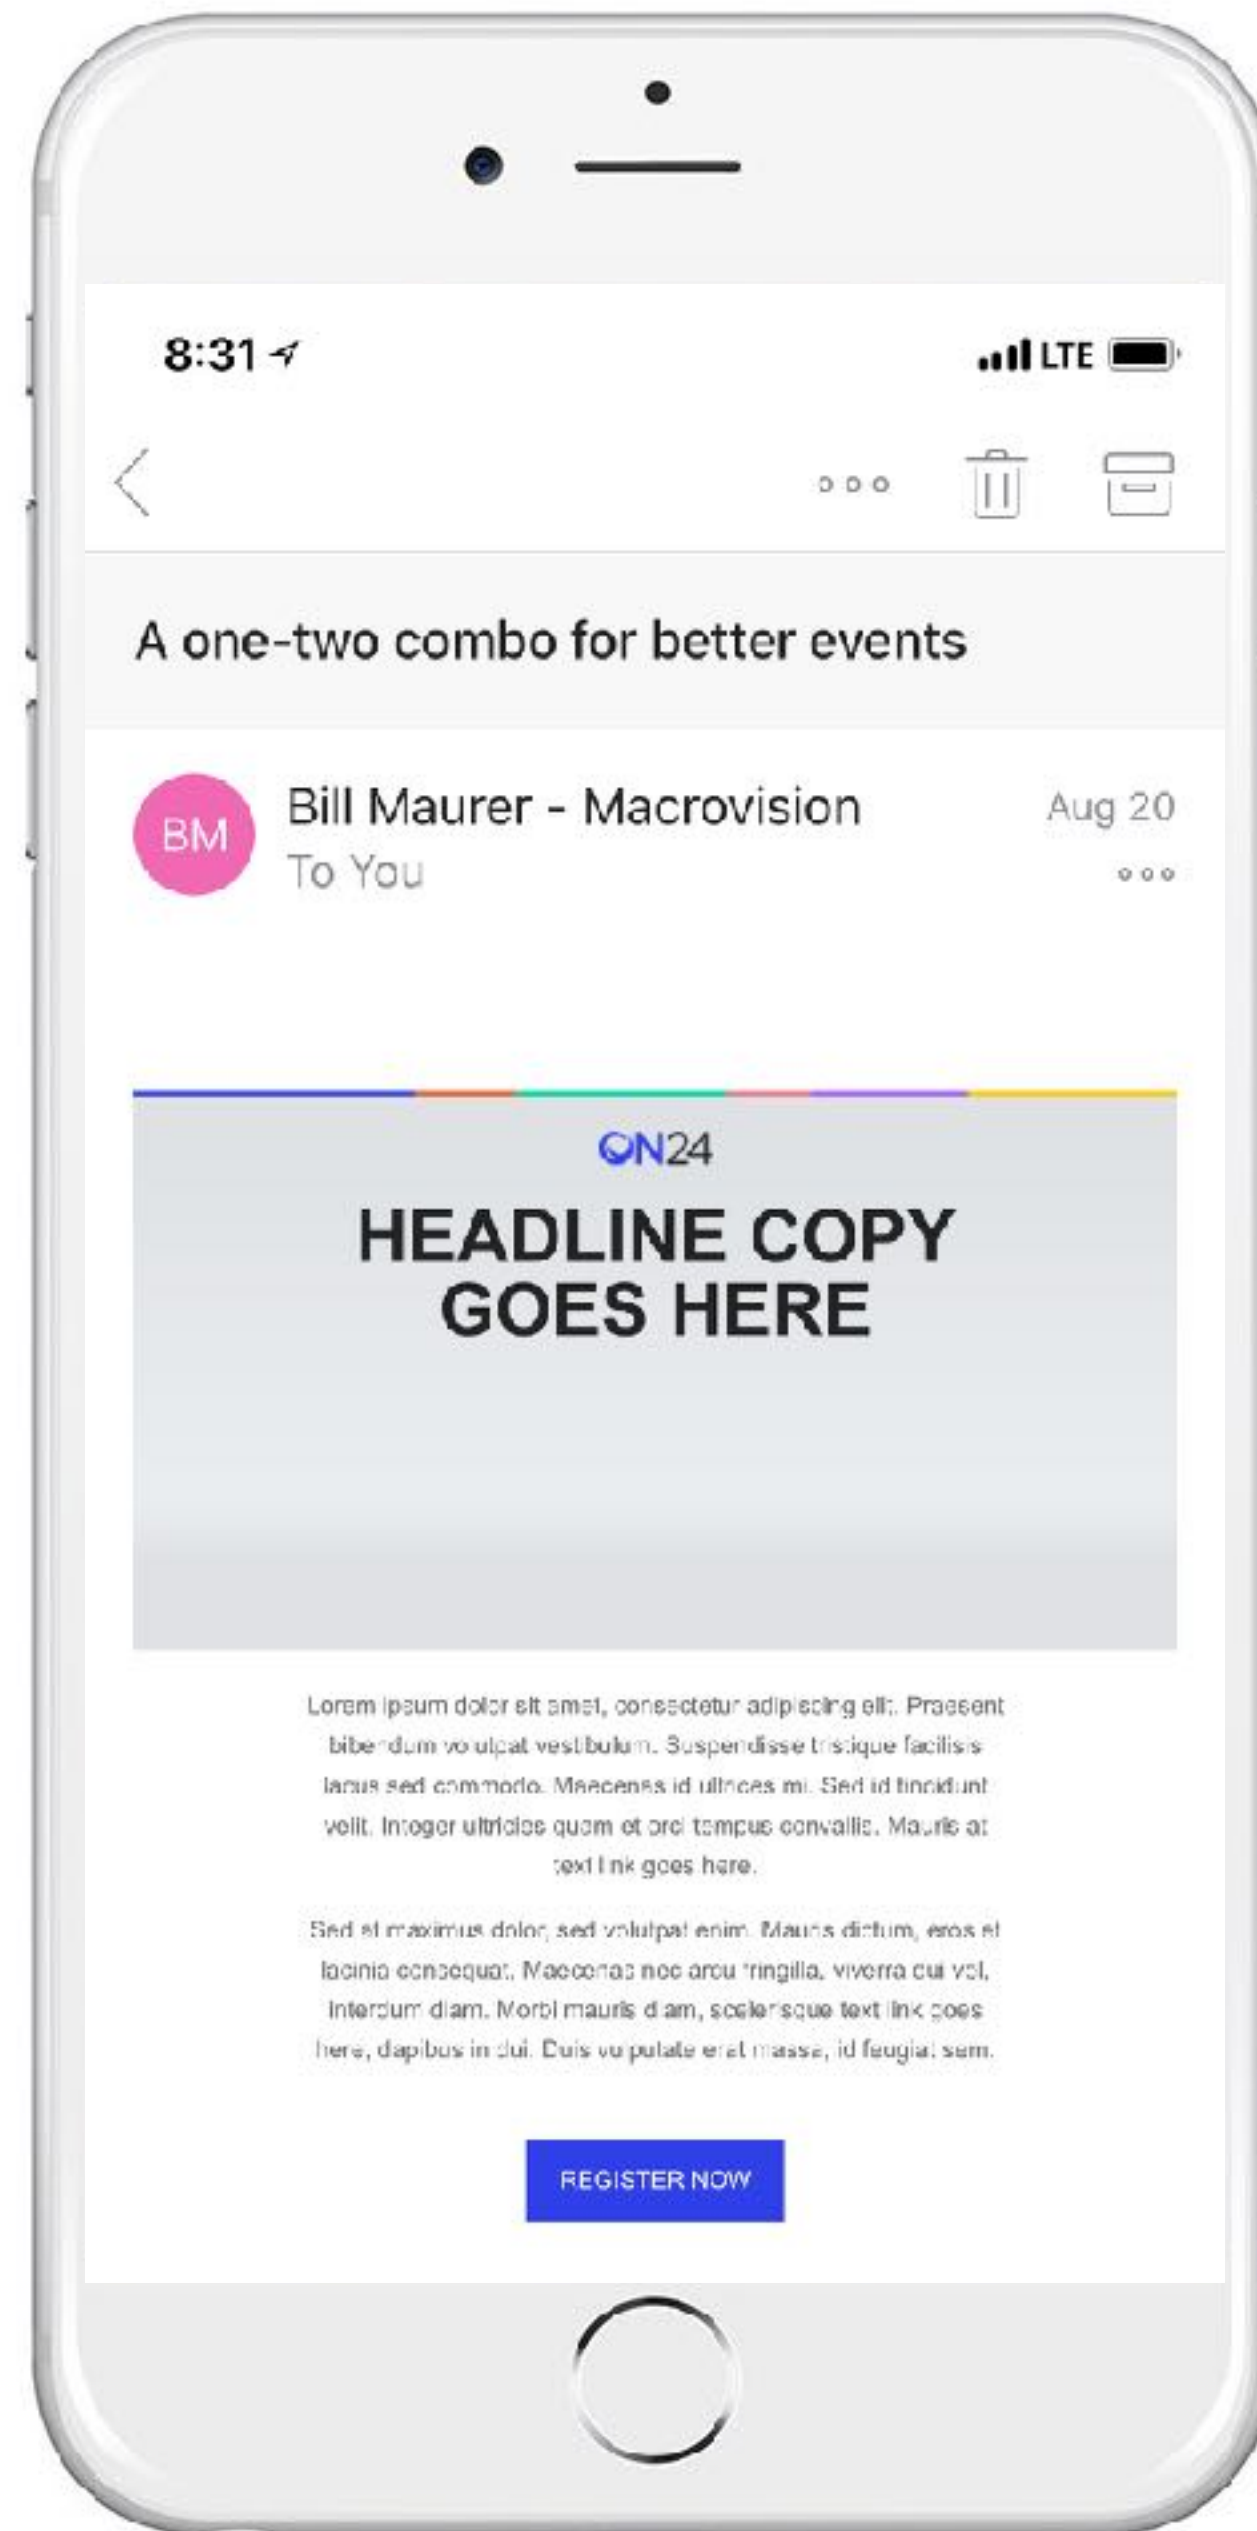 8:31
LTE
A one-two combo for better events
BM
Bill Maurer - Macrovision
Aug 20
To You
ON24
HEADLINE COPY
GOES HERE
Lorem ipsum dolor sit amet, consectetur adipiscing elit. Praesent
bibendum volutpat vestibulum. Suspendisse tristique facilisis
lacus sed commodo. Maecenas id ultrices mi. Sed id tincidunt
velit. Integer ultricies quam et orci tempus convallis. Mauris at
text link goes here.
Sed et maximus dolor, sed volutpat enim. Mauris dictum, eros et
lacinia consequat. Maecenas nec arcu fringilla, viverra dui vel,
interdum diam. Morbi mauris diam, scelerisque text link goes
here, dapibus in dui. Duis vulputate erat massa, id feugiat sem.
REGISTER NOW